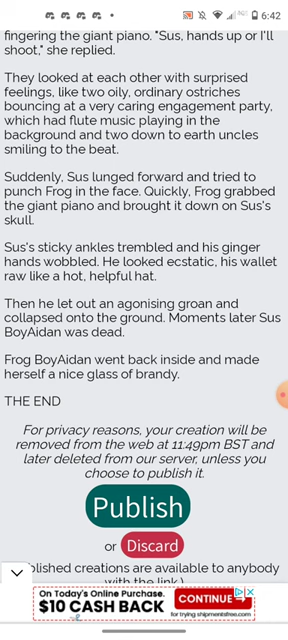 6:42
fingering the giant piano. "Sus, hands up or I'll
shoot," she replied.
They looked at each other with surprised
feelings, like two oily, ordinary ostriches
bouncing at a very caring engagement party,
which had flute music playing in the
background and two down to earth uncles
smiling to the beat.
Suddenly, Sus lunged forward and tried to
punch Frog in the face. Quickly, Frog grabbed
the giant piano and brought it down on Sus's
skull.
Sus's sticky ankles trembled and his ginger
hands wobbled. He looked ecstatic, his wallet
raw like a hot, helpful hat.
Then he let out an agonising groan and
collapsed onto the ground. Moments later Sus
BoyAidan was dead.
Frog BoyAidan went back inside and made
herself a nice glass of brandy.
THE END
For privacy reasons, your creation will be
removed from the web at 11:49pm BST and
later deleted from our server, unless you
choose to publish it.
Publish
or Discard
blished creations are available to anybody
with the link.)
On Today's Online Purchase.
$10 CASH BACK
CONTINUE
for trying shipmentsfree.com